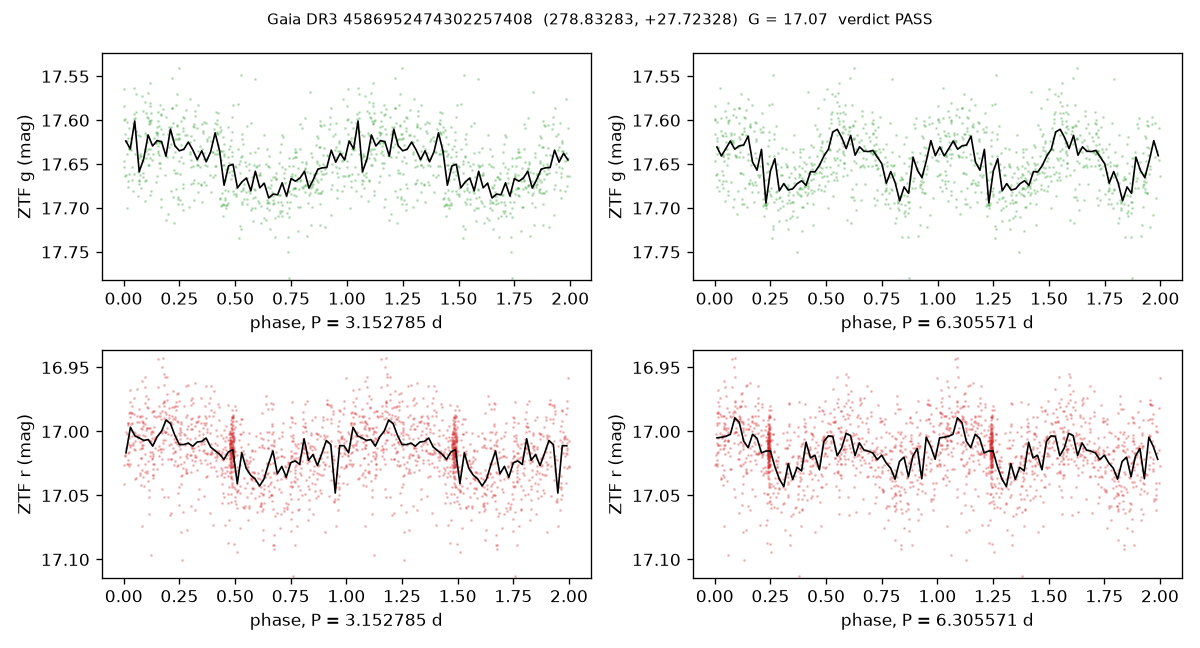 Gaia DR3 4586952474302257408 (278.83283, +27.72328) G = 17.07 verdict PASS
ZTF g (mag)
17.55
17.60
17.65
17.70
17.75
0.00 0.25 0.50 0.75 1.00 1.25 1.50 1.75 2.00
phase, P = 3.152785 d
ZTF g (mag)
17.55
17.60
17.65
17.70
17.75
0.00 0.25 0.50 0.75 1.00 1.25 1.50 1.75 2.00
phase, P = 6.305571 d
ZTF r (mag)
16.95
17.00
17.05
17.10
0.00 0.25 0.50 0.75 1.00 1.25 1.50 1.75 2.00
phase, P = 3.152785 d
ZTF r (mag)
16.95
17.00
17.05
17.10
0.00 0.25 0.50 0.75 1.00 1.25 1.50 1.75 2.00
phase, P = 6.305571 d